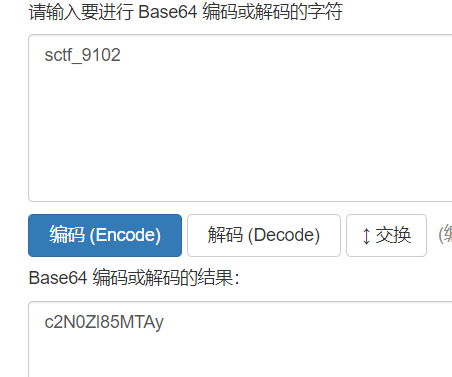 请输入要进行 Base64 编码或解码的字符
sctf_9102
编码 (Encode) 解码 (Decode) ↕ 交换 (编
Base64 编码或解码的结果：
c2N0Zl85MTAy